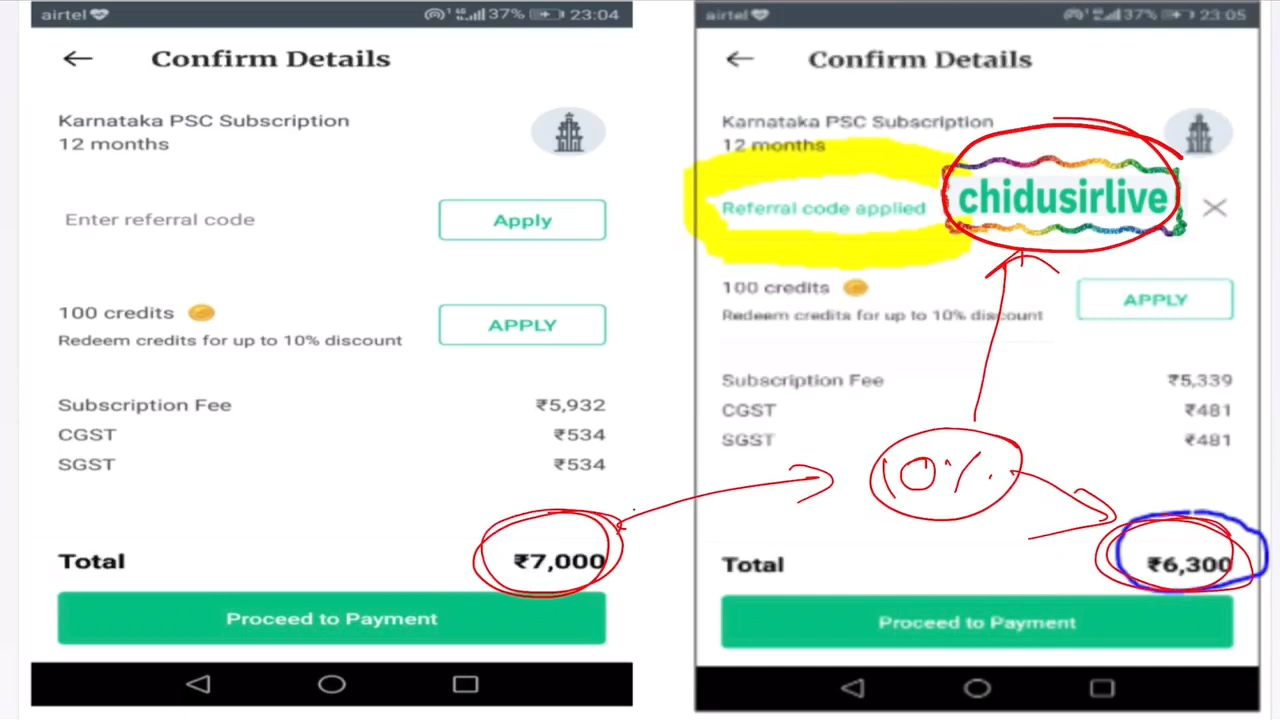 airtel 37% 23:04
Confirm Details
Karnataka PSC Subscription
12 months
Enter referral code Apply
100 credits APPLY
Redeem credits for up to 10% discount
Subscription Fee ₹5,932
CGST ₹534
SGST ₹534
Total ₹7,000
Proceed to Payment
airtel 37% 23:05
Confirm Details
Karnataka PSC Subscription
12 months
Referral code applied chidusirlive
100 credits APPLY
Redeem credits for up to 10% discount
Subscription Fee ₹5,339
CGST ₹481
SGST ₹481
10%
Total ₹6,300
Proceed to Payment